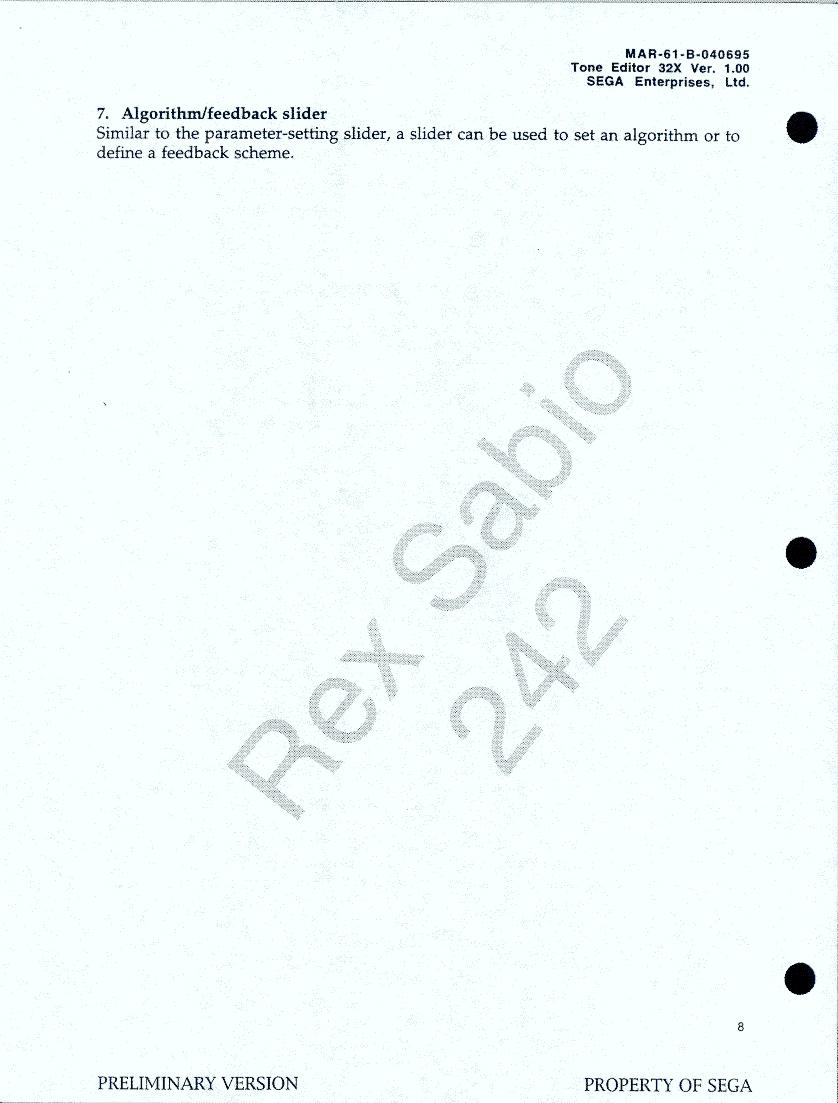 MAR-61-B-040695
Tone Editor 32X Ver. 1.00
SEGA Enterprises, Ltd.
7. Algorithm/feedback slider
Similar to the parameter-setting slider, a slider can be used to set an algorithm or to
define a feedback scheme.
Rex Sabio
242
8
PRELIMINARY VERSION
PROPERTY OF SEGA